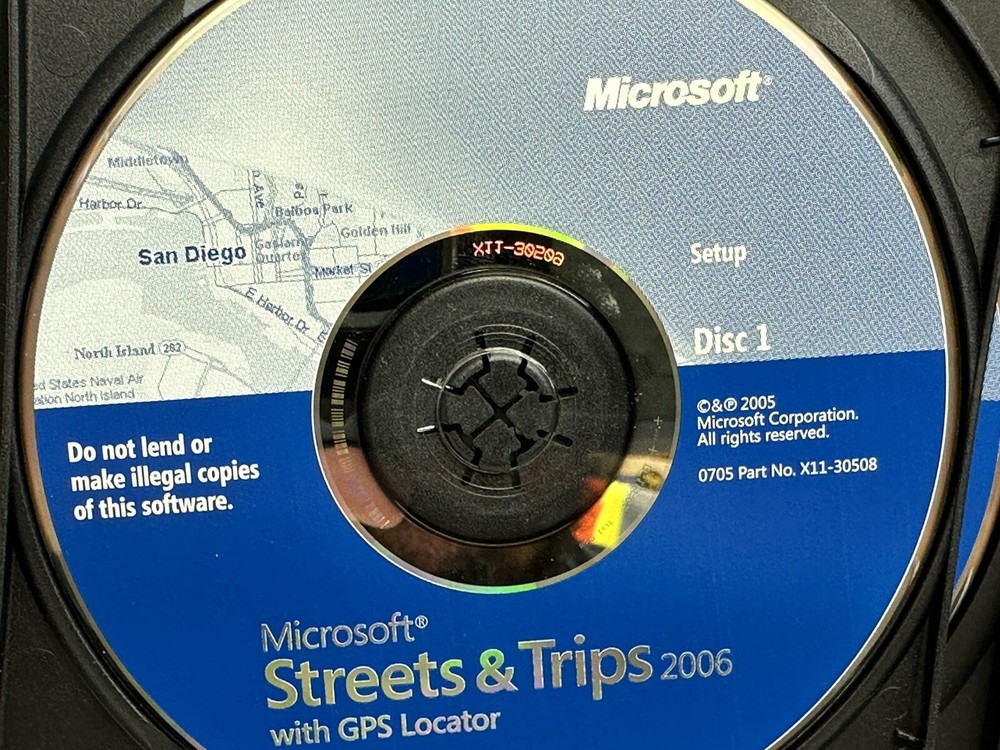 Microsoft®
Middletown
Harbor Dr
Balboa Park
Golden Hill
San Diego
Gaslamp
Quarter
Market St
E Harbor Dr
North Island 282
ed States Naval Air
ation North Island
X11-30508
Setup
Disc 1
©&℗ 2005
Microsoft Corporation.
All rights reserved.
0705 Part No. X11-30508
Do not lend or
make illegal copies
of this software.
Microsoft®
Streets & Trips 2006
with GPS Locator